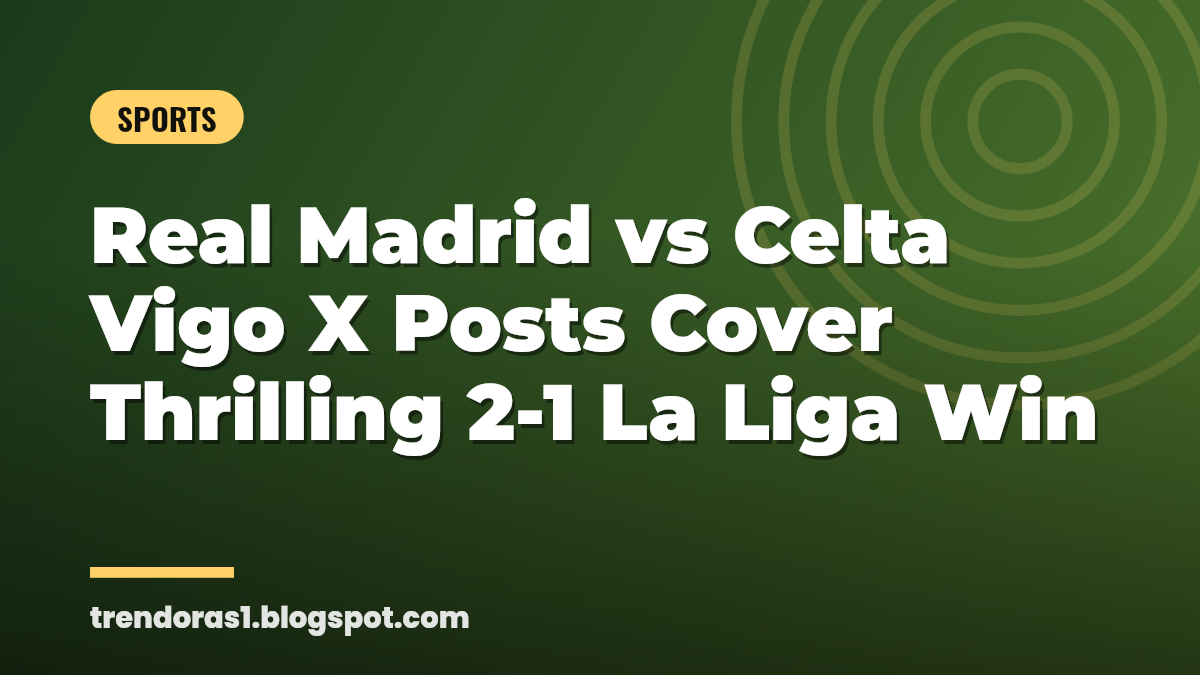 SPORTS
Real Madrid vs Celta
Vigo X Posts Cover
Thrilling 2-1 La Liga Win
trendoras1.blogspot.com